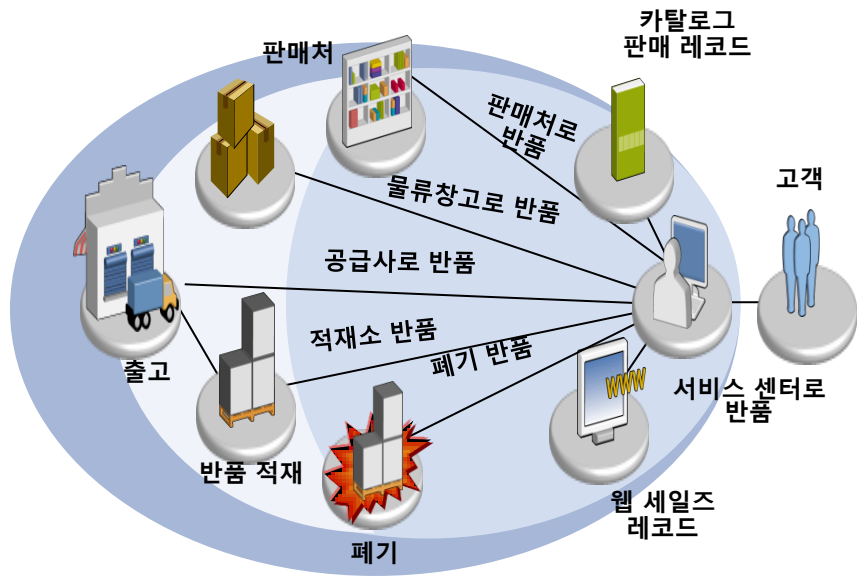 카탈로그
판매 레코드
판매처
판매처로
반품
고객
물류창고로 반품
공급사로 반품
적재소 반품
폐기 반품
출고
WWW
서비스 센터로
반품
반품 적재
웹 세일즈
레코드
폐기